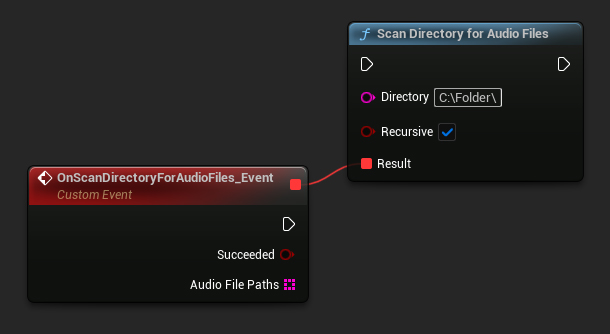 Scan Directory for Audio Files
Directory C:\Folder\
Recursive
Result
OnScanDirectoryForAudioFiles_Event
Custom Event
Succeeded
Audio File Paths